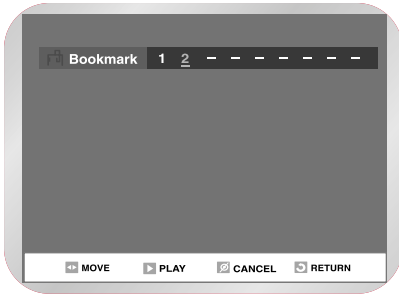 Bookmark 1 2 – – – – – – –
MOVE PLAY CANCEL RETURN